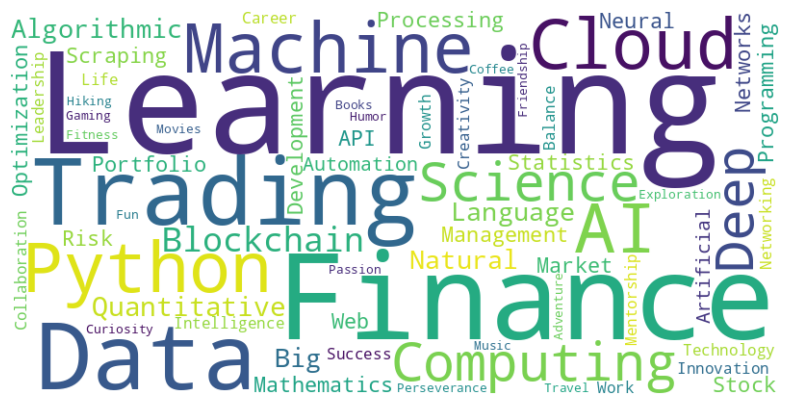 Algorithmic
Career
Processing
Neural
Machine
Cloud
Scraping
Learning
Optimization
Leadership
Life
Hiking
Gaming
Fitness
Movies
Books
Humor
Coffee
Friendship
Networks
Programming
Development
API
Growth
Creativity
Balance
Trading
Portfolio
Automation
Statistics
Science
Exploration
Deep
Fun
Language
AI
Blockchain
Management
Risk
Python
Natural
Market
Passion
Finance
Artificial
Networking
Collaboration
Quantitative
Adventure
Mentorship
Curiosity
Intelligence
Web
Data
Big
Success
Music
Computing
Technology
Innovation
Mathematics
Perseverance
Travel
Work
Stock